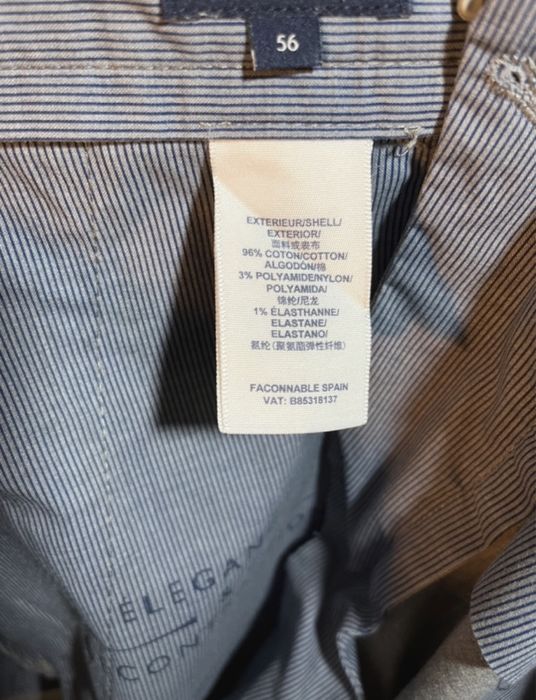 56
EXTERIEUR/SHELL/
EXTERIOR/
面料或表布
96% COTON/COTTON/
ALGODÓN/棉
3% POLYAMIDE/NYLON/
POLYAMIDA/
锦纶/尼龙
1% ÉLASTHANNE/
ELASTANE/
ELASTANO/
氨纶（聚氨酯弹性纤维）
FACONNABLE SPAIN
VAT: B85318137